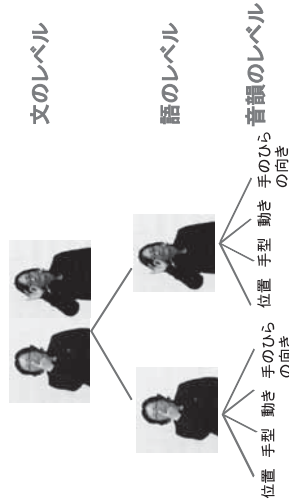 文のレベル
語のレベル
音韻のレベル
位置 手型 動き 手のひら
の向き
位置 手型 動き 手のひら
の向き